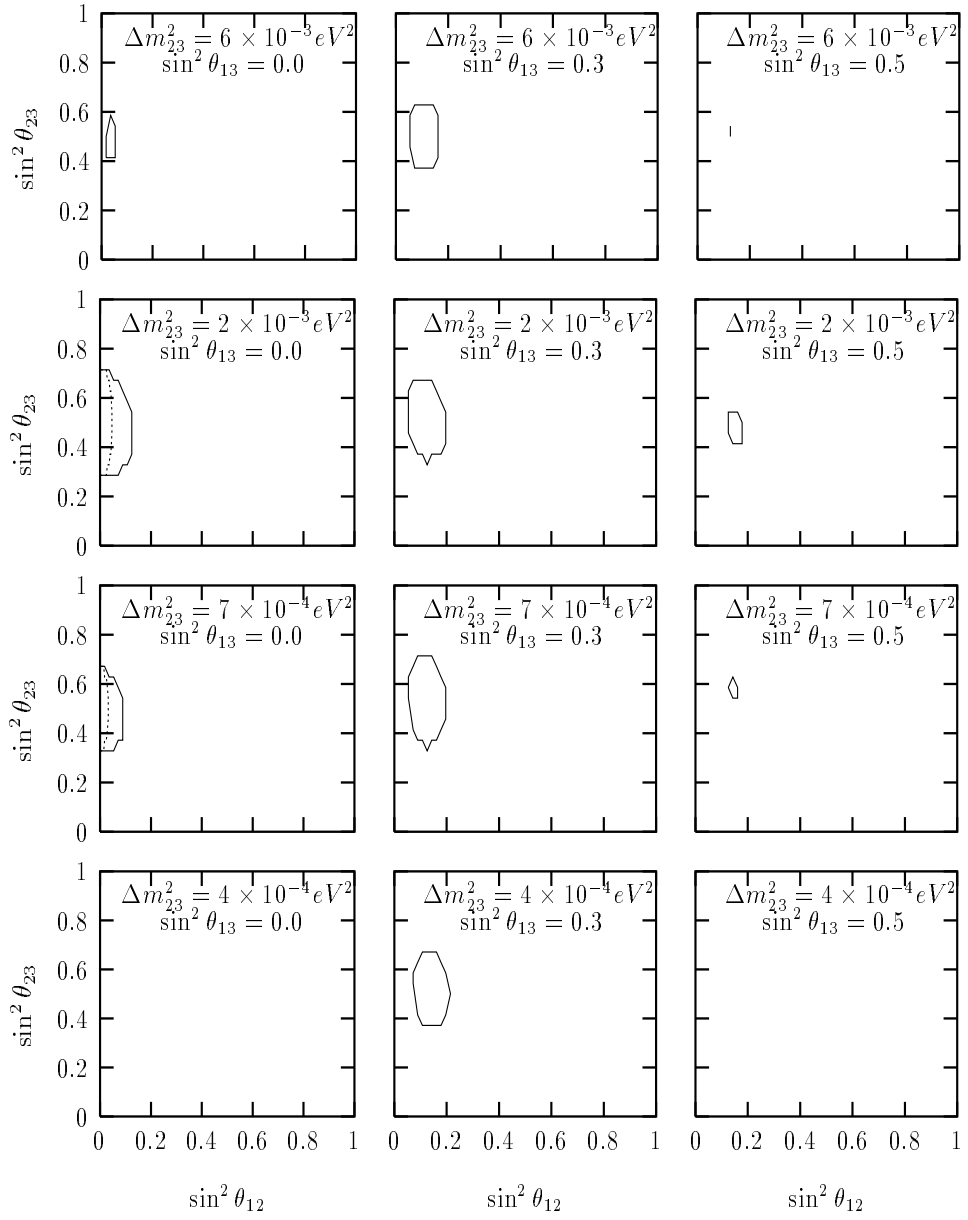 1
0.8
0.6
0.4
0.2
0
sin² θ₂₃
Δm²₂₃ = 6 × 10⁻³eV²
sin² θ₁₃ = 0.0
Δm²₂₃ = 6 × 10⁻³eV²
sin² θ₁₃ = 0.3
Δm²₂₃ = 6 × 10⁻³eV²
sin² θ₁₃ = 0.5
1
0.8
0.6
0.4
0.2
0
sin² θ₂₃
Δm²₂₃ = 2 × 10⁻³eV²
sin² θ₁₃ = 0.0
Δm²₂₃ = 2 × 10⁻³eV²
sin² θ₁₃ = 0.3
Δm²₂₃ = 2 × 10⁻³eV²
sin² θ₁₃ = 0.5
1
0.8
0.6
0.4
0.2
0
sin² θ₂₃
Δm²₂₃ = 7 × 10⁻⁴eV²
sin² θ₁₃ = 0.0
Δm²₂₃ = 7 × 10⁻⁴eV²
sin² θ₁₃ = 0.3
Δm²₂₃ = 7 × 10⁻⁴eV²
sin² θ₁₃ = 0.5
1
0.8
0.6
0.4
0.2
0
sin² θ₂₃
Δm²₂₃ = 4 × 10⁻⁴eV²
sin² θ₁₃ = 0.0
Δm²₂₃ = 4 × 10⁻⁴eV²
sin² θ₁₃ = 0.3
Δm²₂₃ = 4 × 10⁻⁴eV²
sin² θ₁₃ = 0.5
0 0.2 0.4 0.6 0.8 1
0 0.2 0.4 0.6 0.8 1
0 0.2 0.4 0.6 0.8 1
sin² θ₁₂
sin² θ₁₂
sin² θ₁₂